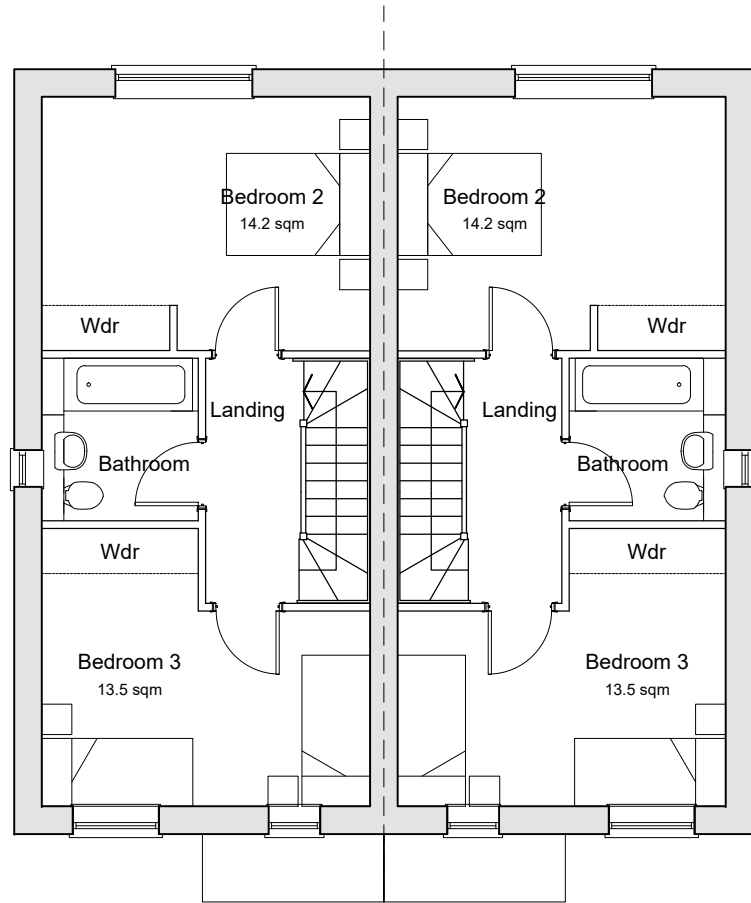 Bedroom 2
14.2 sqm
Bedroom 2
14.2 sqm
Wdr
Wdr
Landing
Landing
Bathroom
Bathroom
Wdr
Wdr
Bedroom 3
13.5 sqm
Bedroom 3
13.5 sqm